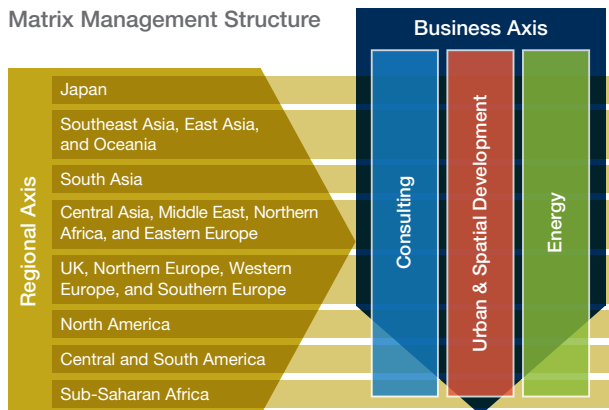 Matrix Management Structure
Business Axis
Regional Axis
Japan
Southeast Asia, East Asia,
and Oceania
South Asia
Central Asia, Middle East, Northern
Africa, and Eastern Europe
UK, Northern Europe, Western
Europe, and Southern Europe
North America
Central and South America
Sub-Saharan Africa
Consulting
Urban & Spatial Development
Energy